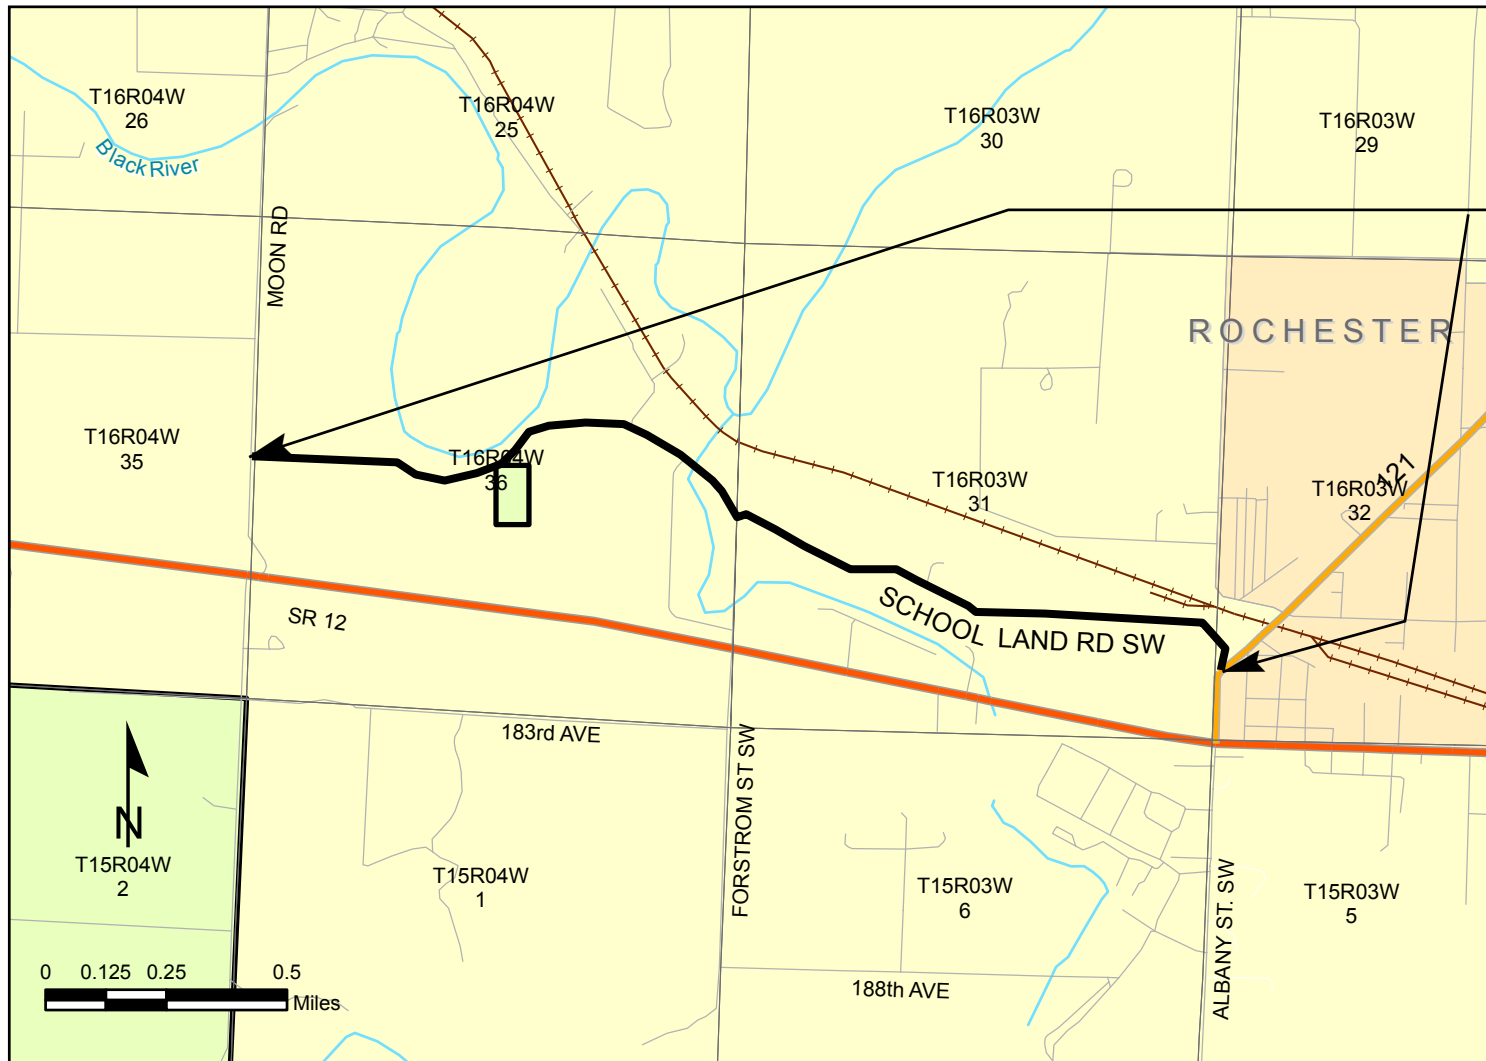 T16R04W
26
T16R04W
25
T16R03W
30
T16R03W
29
Black River
MOON RD
ROCHESTER
T16R04W
35
T16R04W
36
T16R03W
31
121
T16R03W
32
SR 12
SCHOOL LAND RD SW
183rd AVE
FORSTROM ST SW
N
T15R04W
2
T15R04W
1
T15R03W
6
ALBANY ST. SW
T15R03W
5
0 0.125 0.25 0.5
Miles
188th AVE